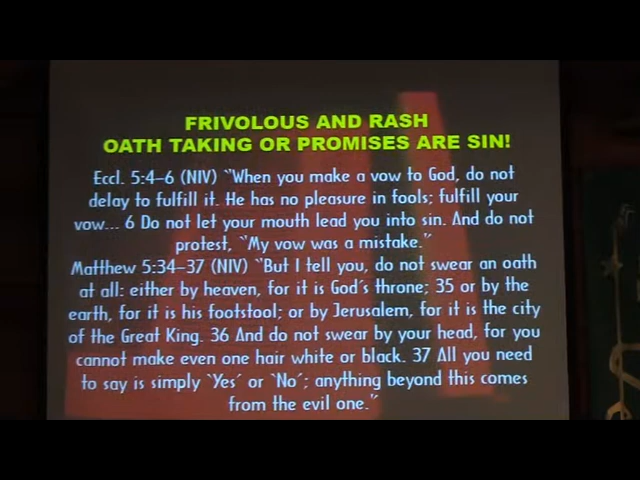 FRIVOLOUS AND RASH
OATH TAKING OR PROMISES ARE SIN!
Eccl. 5:4-6 (NIV) "When you make a vow to God, do not
delay to fulfill it. He has no pleasure in fools; fulfill your
vow... 6 Do not let your mouth lead you into sin. And do not
protest, "My vow was a mistake."
Matthew 5:34-37 (NIV) "But I tell you, do not swear an oath
at all: either by heaven, for it is God's throne; 35 or by the
earth, for it is his footstool; or by Jerusalem, for it is the city
of the Great King. 36 And do not swear by your head, for you
cannot make even one hair white or black. 37 All you need
to say is simply 'Yes' or 'No'; anything beyond this comes
from the evil one."